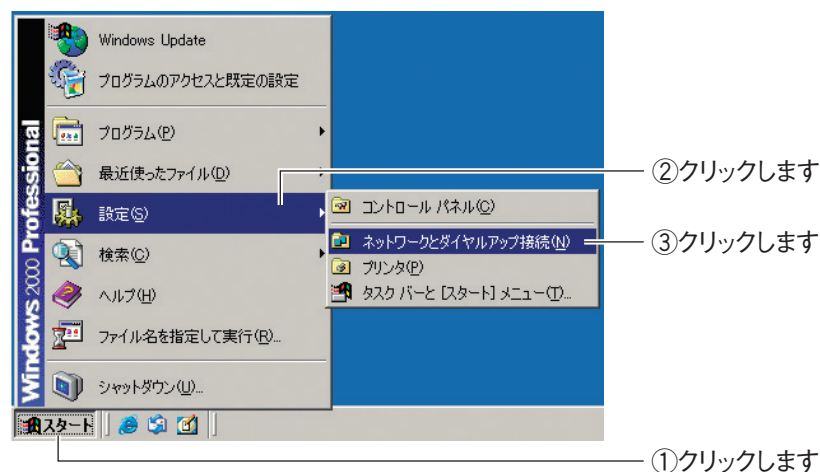 Windows 2000 Professional
Windows Update
プログラムのアクセスと既定の設定
プログラム(P)
最近使ったファイル(D)
設定(S)
検索(C)
ヘルプ(H)
ファイル名を指定して実行(R)...
シャットダウン(U)...
コントロール パネル(C)
ネットワークとダイヤルアップ接続(N)
プリンタ(P)
タスク バーと [スタート] メニュー(T)...
スタート
②クリックします
③クリックします
①クリックします